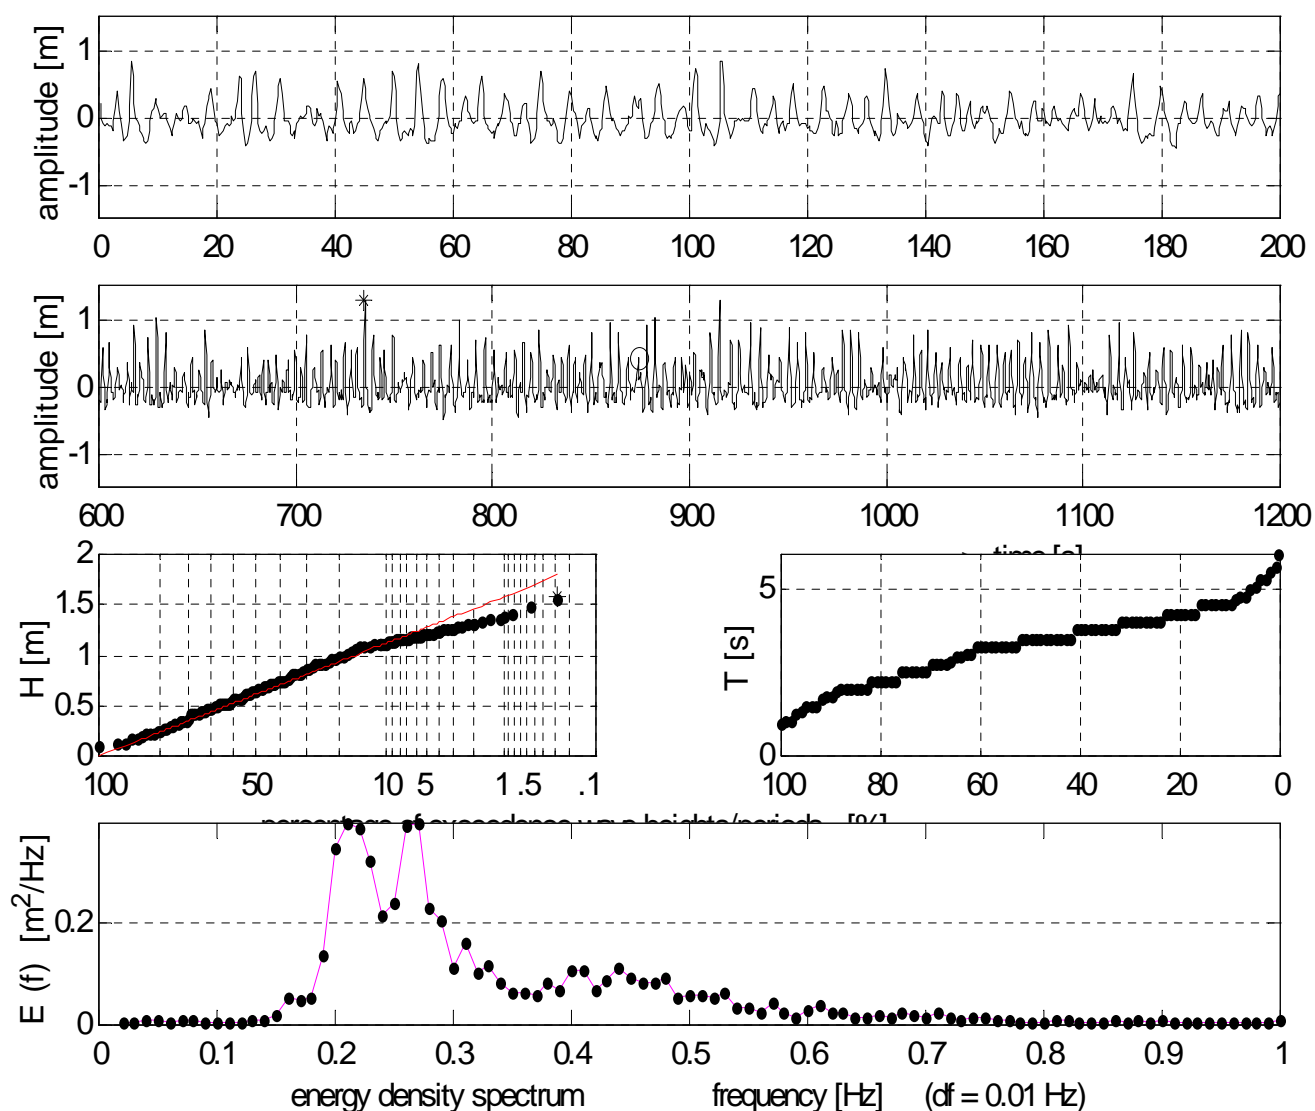 amplitude [m]
1
0
-1
0 20 40 60 80 100 120 140 160 180 200
amplitude [m]
1
0
-1
600 700 800 900 1000 1100 1200
H [m]
2
1.5
1
0.5
0
100 50 10 5 1 .5 .1
T [s]
5
0
100 80 60 40 20 0
E (f) [m2/Hz]
0.2
0
0 0.1 0.2 0.3 0.4 0.5 0.6 0.7 0.8 0.9 1
energy density spectrum frequency [Hz] (df = 0.01 Hz)